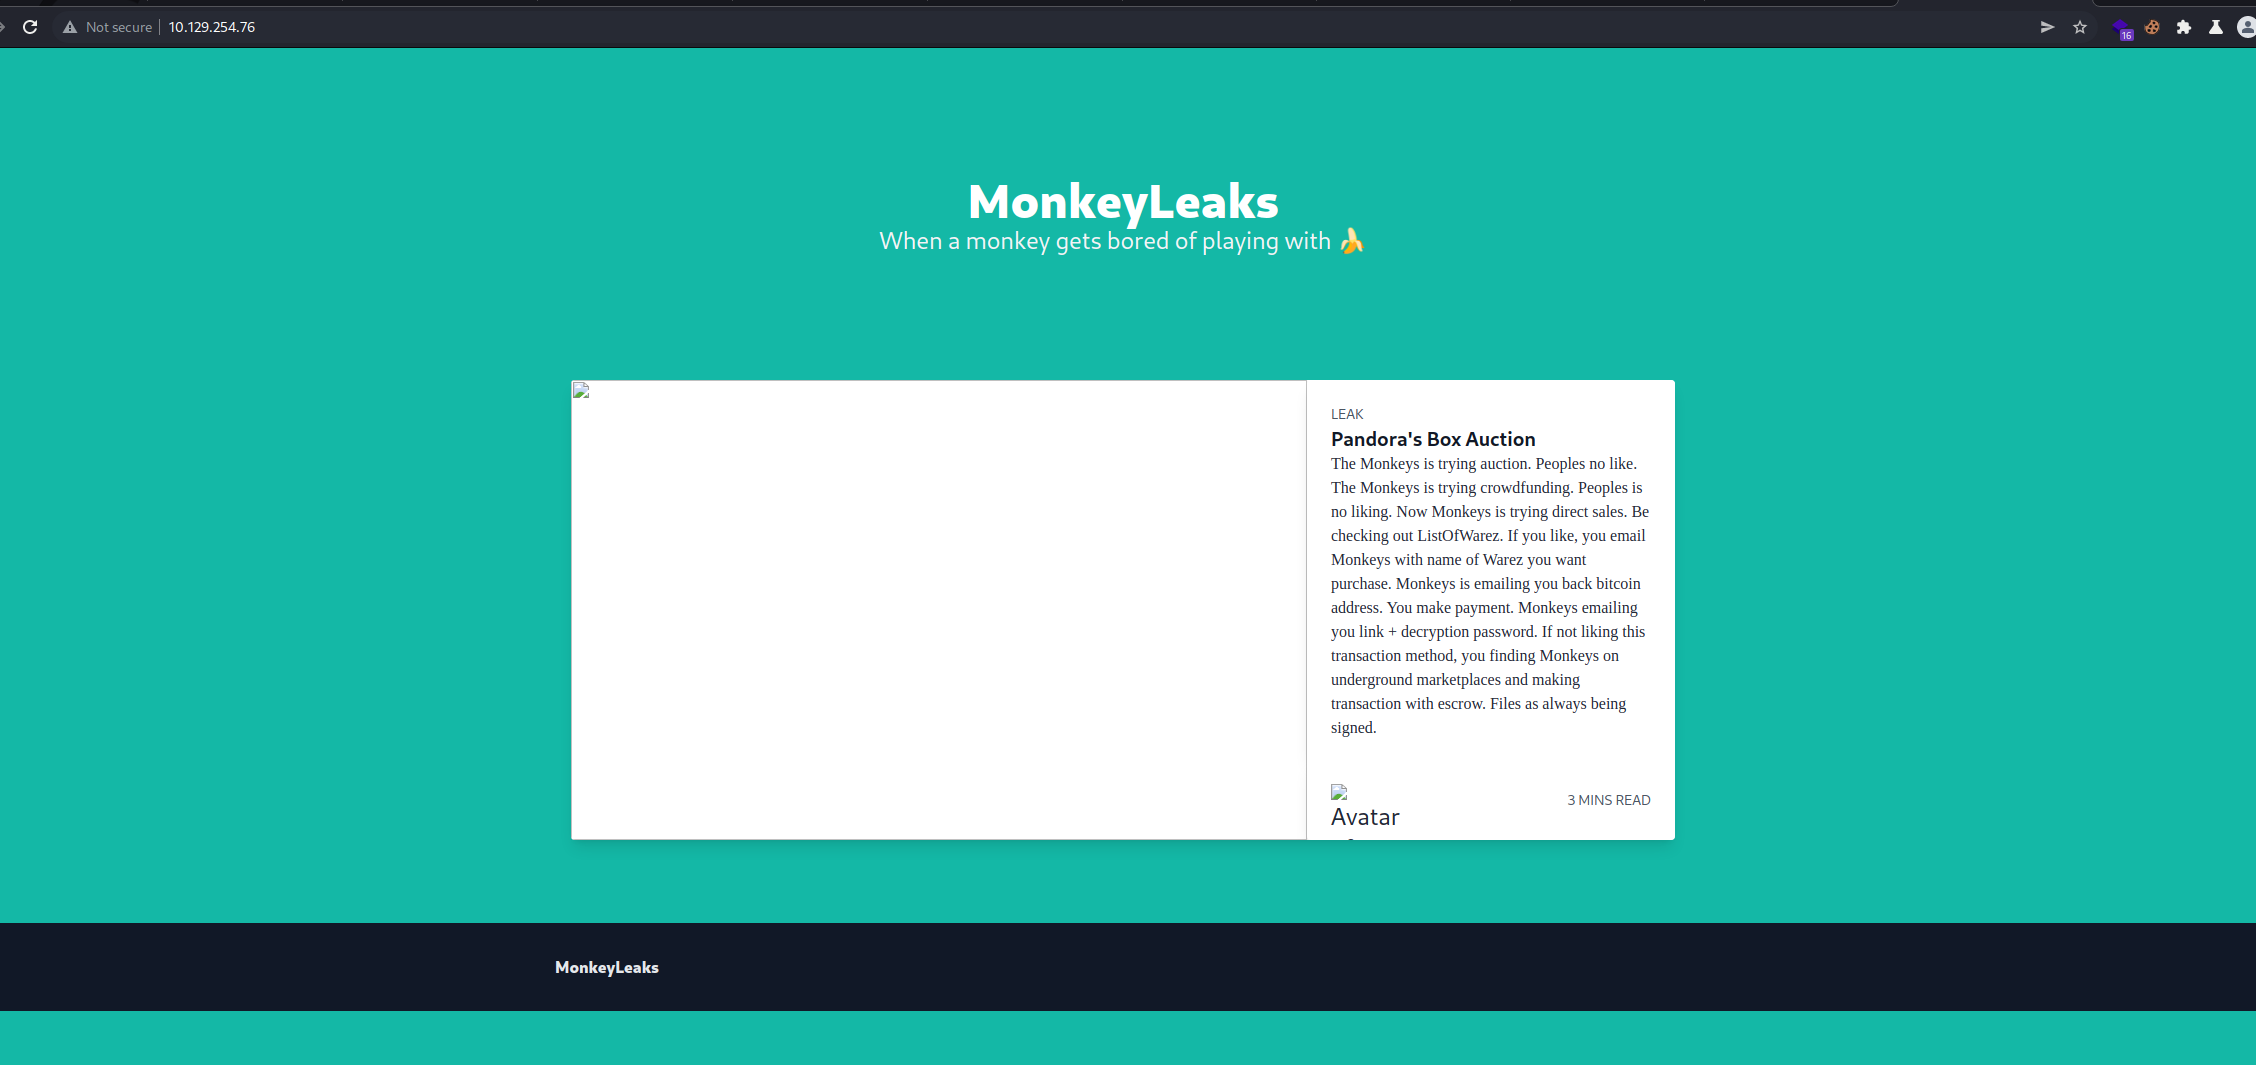 Not secure
10.129.254.76
16
MonkeyLeaks
When a monkey gets bored of playing with 🍌
LEAK
Pandora's Box Auction
The Monkeys is trying auction. Peoples no like.
The Monkeys is trying crowdfunding. Peoples is
no liking. Now Monkeys is trying direct sales. Be
checking out ListOfWarez. If you like, you email
Monkeys with name of Warez you want
purchase. Monkeys is emailing you back bitcoin
address. You make payment. Monkeys emailing
you link + decryption password. If not liking this
transaction method, you finding Monkeys on
underground marketplaces and making
transaction with escrow. Files as always being
signed.
Avatar
3 MINS READ
MonkeyLeaks